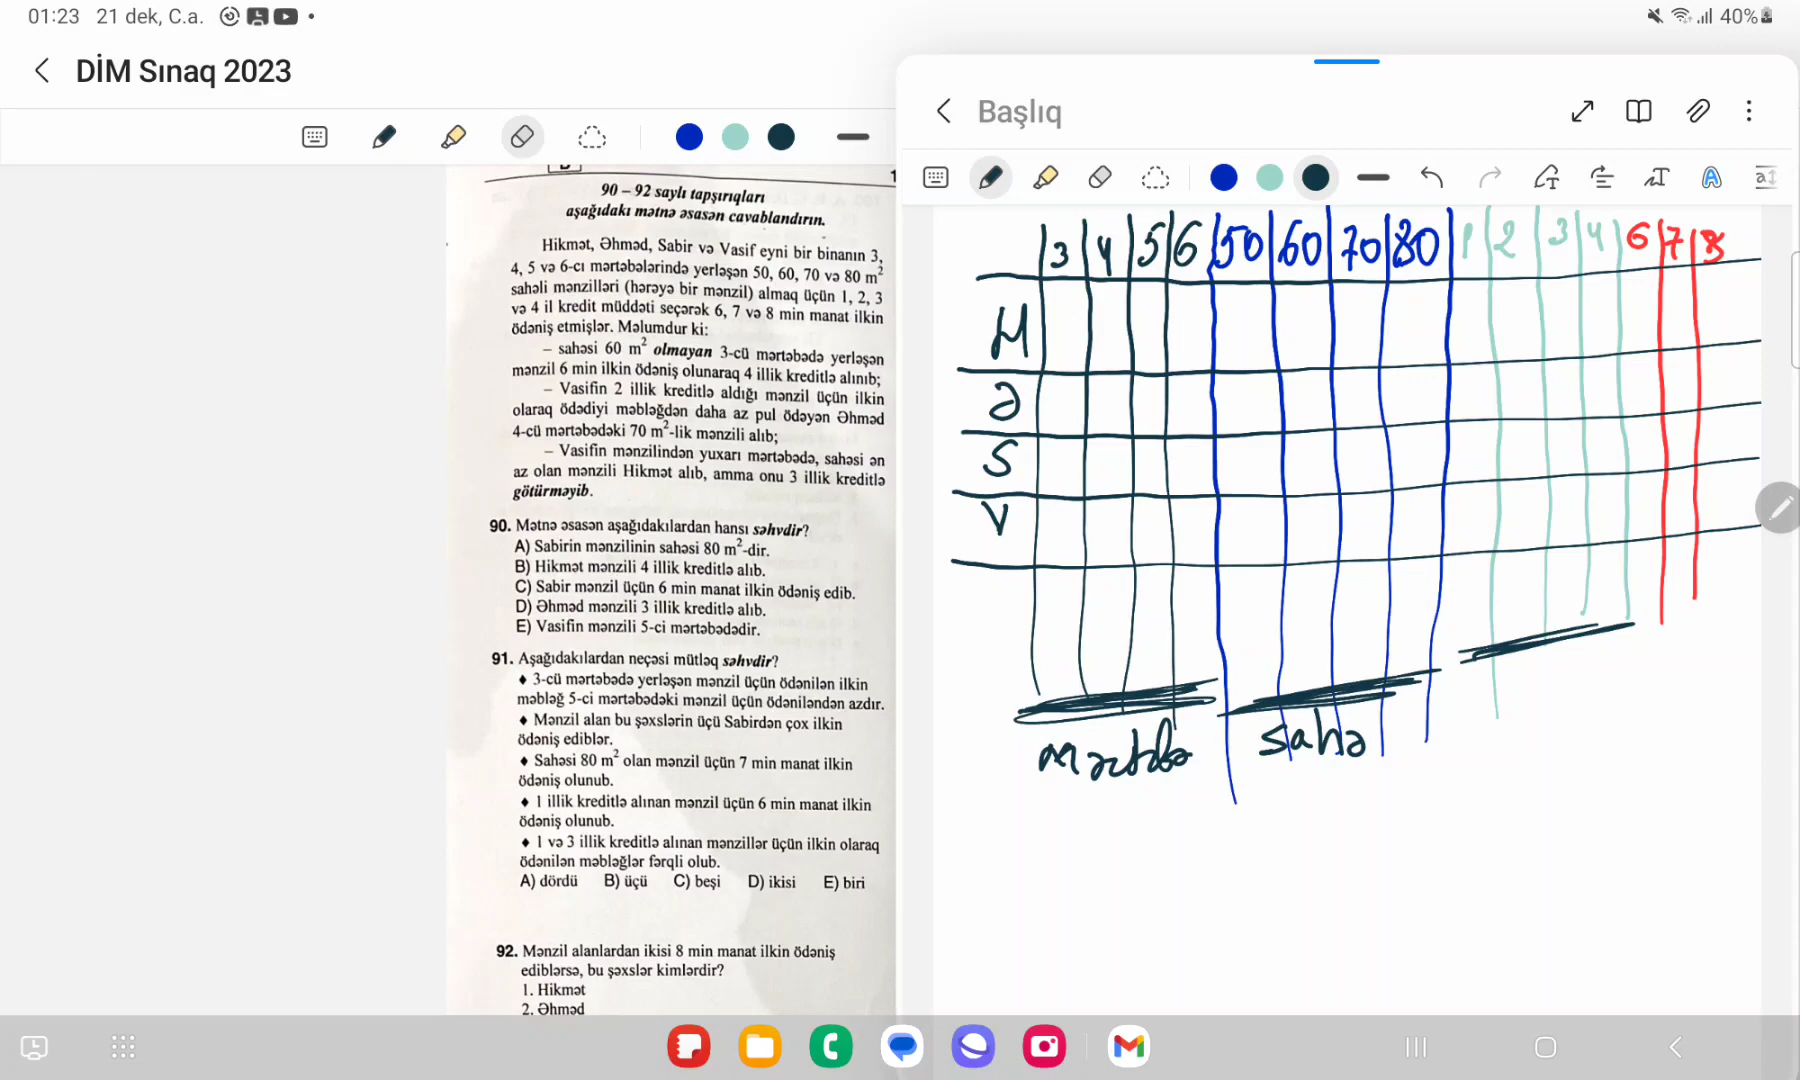 01:23 21 dek, C.a.
40%
DİM Sınaq 2023
90 – 92 saylı tapşırıqları
aşağıdakı mətnə əsasən cavablandırın.
Hikmət, Əhməd, Sabir və Vasif eyni bir binanın 3,
4, 5 və 6-cı mərtəbələrində yerləşən 50, 60, 70 və 80 m²
sahəli mənzilləri (hərəyə bir mənzil) almaq üçün 1, 2, 3
və 4 il kredit müddəti seçərək 6, 7 və 8 min manat ilkin
ödəniş etmişlər. Məlumdur ki:
– sahəsi 60 m² olmayan 3-cü mərtəbədə yerləşən
mənzil 6 min ilkin ödəniş olunaraq 4 illik kreditlə alınıb;
– Vasifin 2 illik kreditlə aldığı mənzil üçün ilkin
olaraq ödədiyi məbləğdən daha az pul ödəyən Əhməd
4-cü mərtəbədəki 70 m²-lik mənzili alıb;
– Vasifin mənzilindən yuxarı mərtəbədə, sahəsi ən
az olan mənzili Hikmət alıb, amma onu 3 illik kreditlə
götürməyib.
90. Mətnə əsasən aşağıdakılardan hansı səhvdir?
A) Sabirin mənzilinin sahəsi 80 m²-dir.
B) Hikmət mənzili 4 illik kreditlə alıb.
C) Sabir mənzil üçün 6 min manat ilkin ödəniş edib.
D) Əhməd mənzili 3 illik kreditlə alıb.
E) Vasifin mənzili 5-ci mərtəbədədir.
91. Aşağıdakılardan neçəsi mütləq səhvdir?
♦ 3-cü mərtəbədə yerləşən mənzil üçün ödənilən ilkin
məbləğ 5-ci mərtəbədəki mənzil üçün ödəniləndən azdır.
♦ Mənzil alan bu şəxslərin üçü Sabirdən çox ilkin
ödəniş ediblər.
♦ Sahəsi 80 m² olan mənzil üçün 7 min manat ilkin
ödəniş olunub.
♦ 1 illik kreditlə alınan mənzil üçün 6 min manat ilkin
ödəniş olunub.
♦ 1 və 3 illik kreditlə alınan mənzillər üçün ilkin olaraq
ödənilən məbləğlər fərqli olub.
A) dördü B) üçü C) beşi D) ikisi E) biri
92. Mənzil alanlardan ikisi 8 min manat ilkin ödəniş
ediblərsə, bu şəxslər kimlərdir?
1. Hikmət
2. Əhməd
Başlıq
3 4 5 6 50 60 70 80 1 2 3 4 6 7 8
H
Ə
S
V
mərtəbə sahə